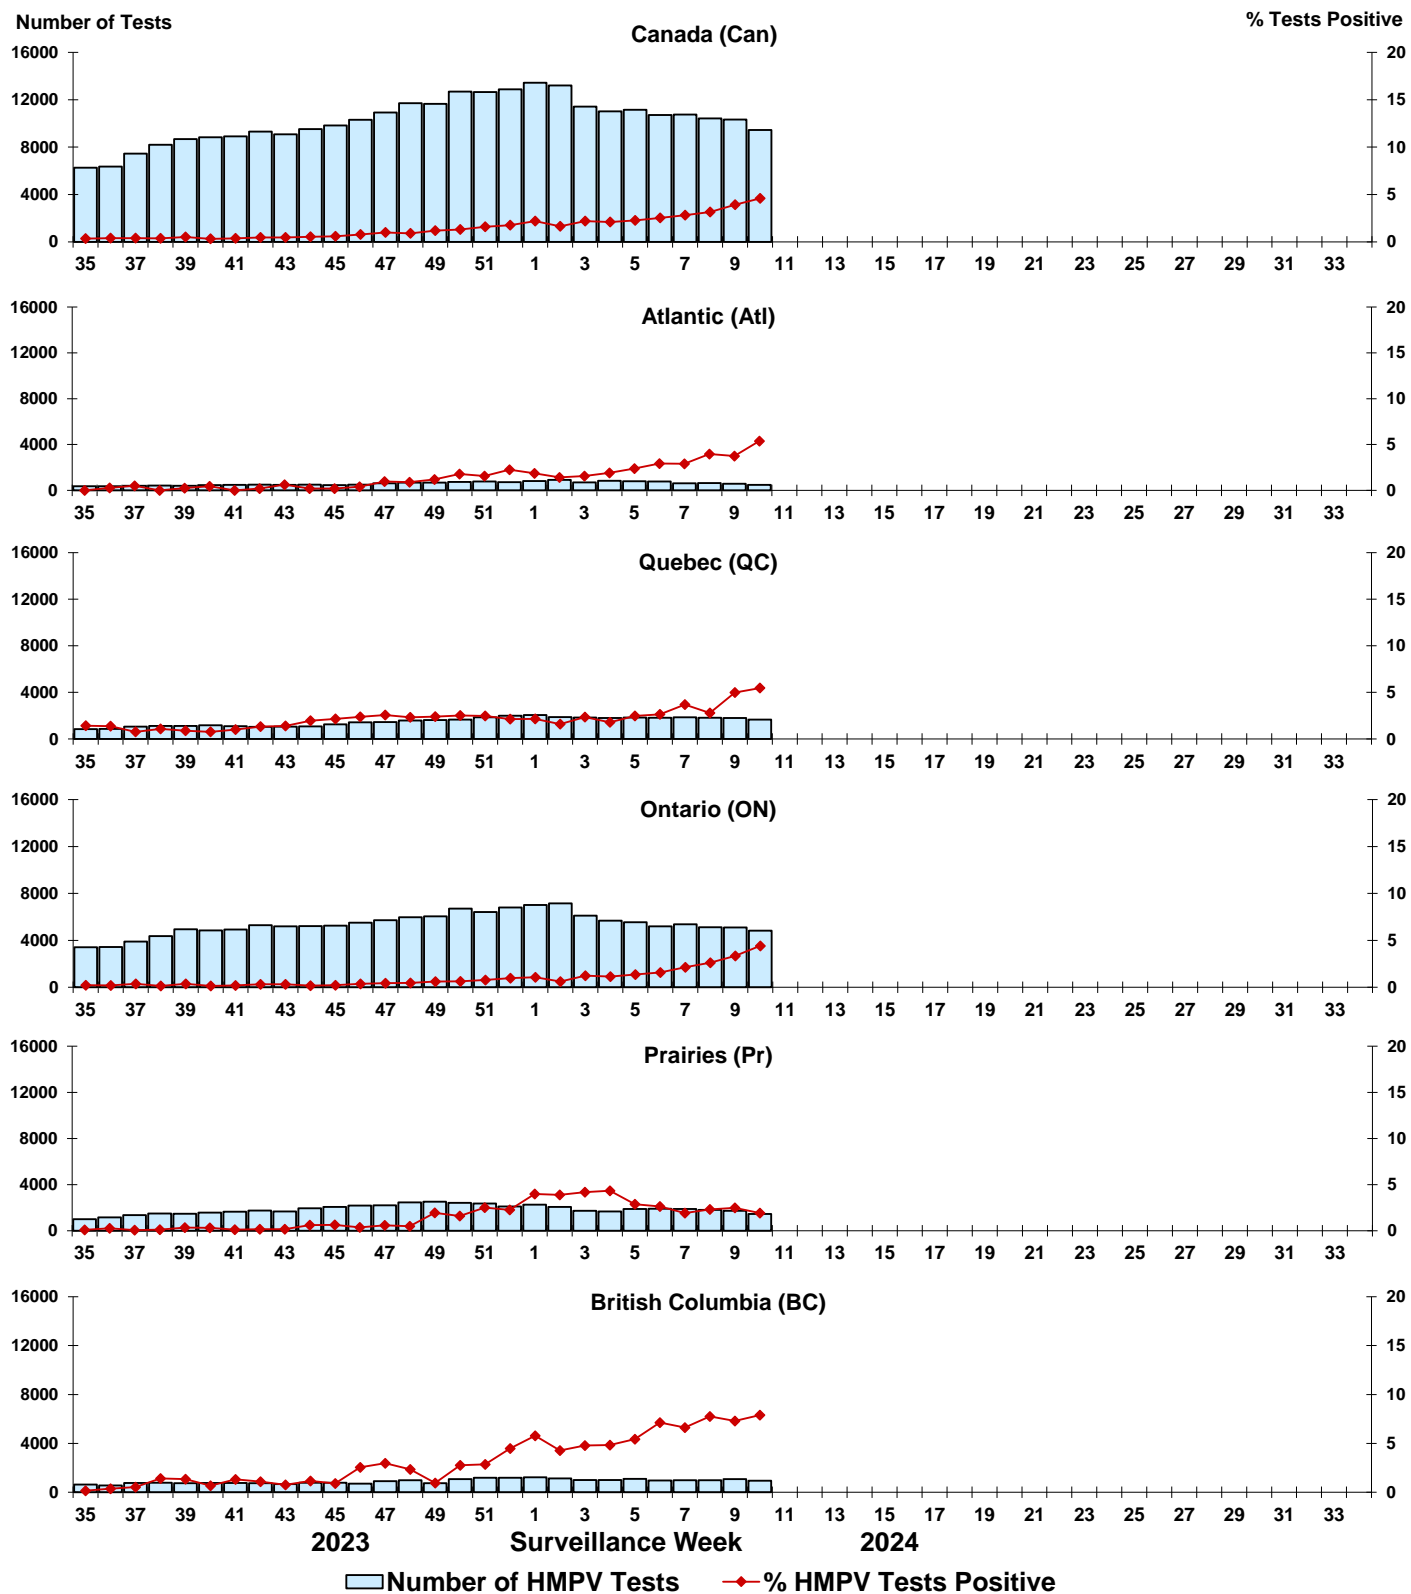 Number of Tests
% Tests Positive
Canada (Can)
16000 20
12000 15
8000 10
4000 5
0 0
35 37 39 41 43 45 47 49 51 1 3 5 7 9 11 13 15 17 19 21 23 25 27 29 31 33
Atlantic (Atl)
16000 20
12000 15
8000 10
4000 5
0 0
35 37 39 41 43 45 47 49 51 1 3 5 7 9 11 13 15 17 19 21 23 25 27 29 31 33
Quebec (QC)
16000 20
12000 15
8000 10
4000 5
0 0
35 37 39 41 43 45 47 49 51 1 3 5 7 9 11 13 15 17 19 21 23 25 27 29 31 33
Ontario (ON)
16000 20
12000 15
8000 10
4000 5
0 0
35 37 39 41 43 45 47 49 51 1 3 5 7 9 11 13 15 17 19 21 23 25 27 29 31 33
Prairies (Pr)
16000 20
12000 15
8000 10
4000 5
0 0
35 37 39 41 43 45 47 49 51 1 3 5 7 9 11 13 15 17 19 21 23 25 27 29 31 33
British Columbia (BC)
16000 20
12000 15
8000 10
4000 5
0 0
35 37 39 41 43 45 47 49 51 1 3 5 7 9 11 13 15 17 19 21 23 25 27 29 31 33
2023 Surveillance Week 2024
Number of HMPV Tests % HMPV Tests Positive